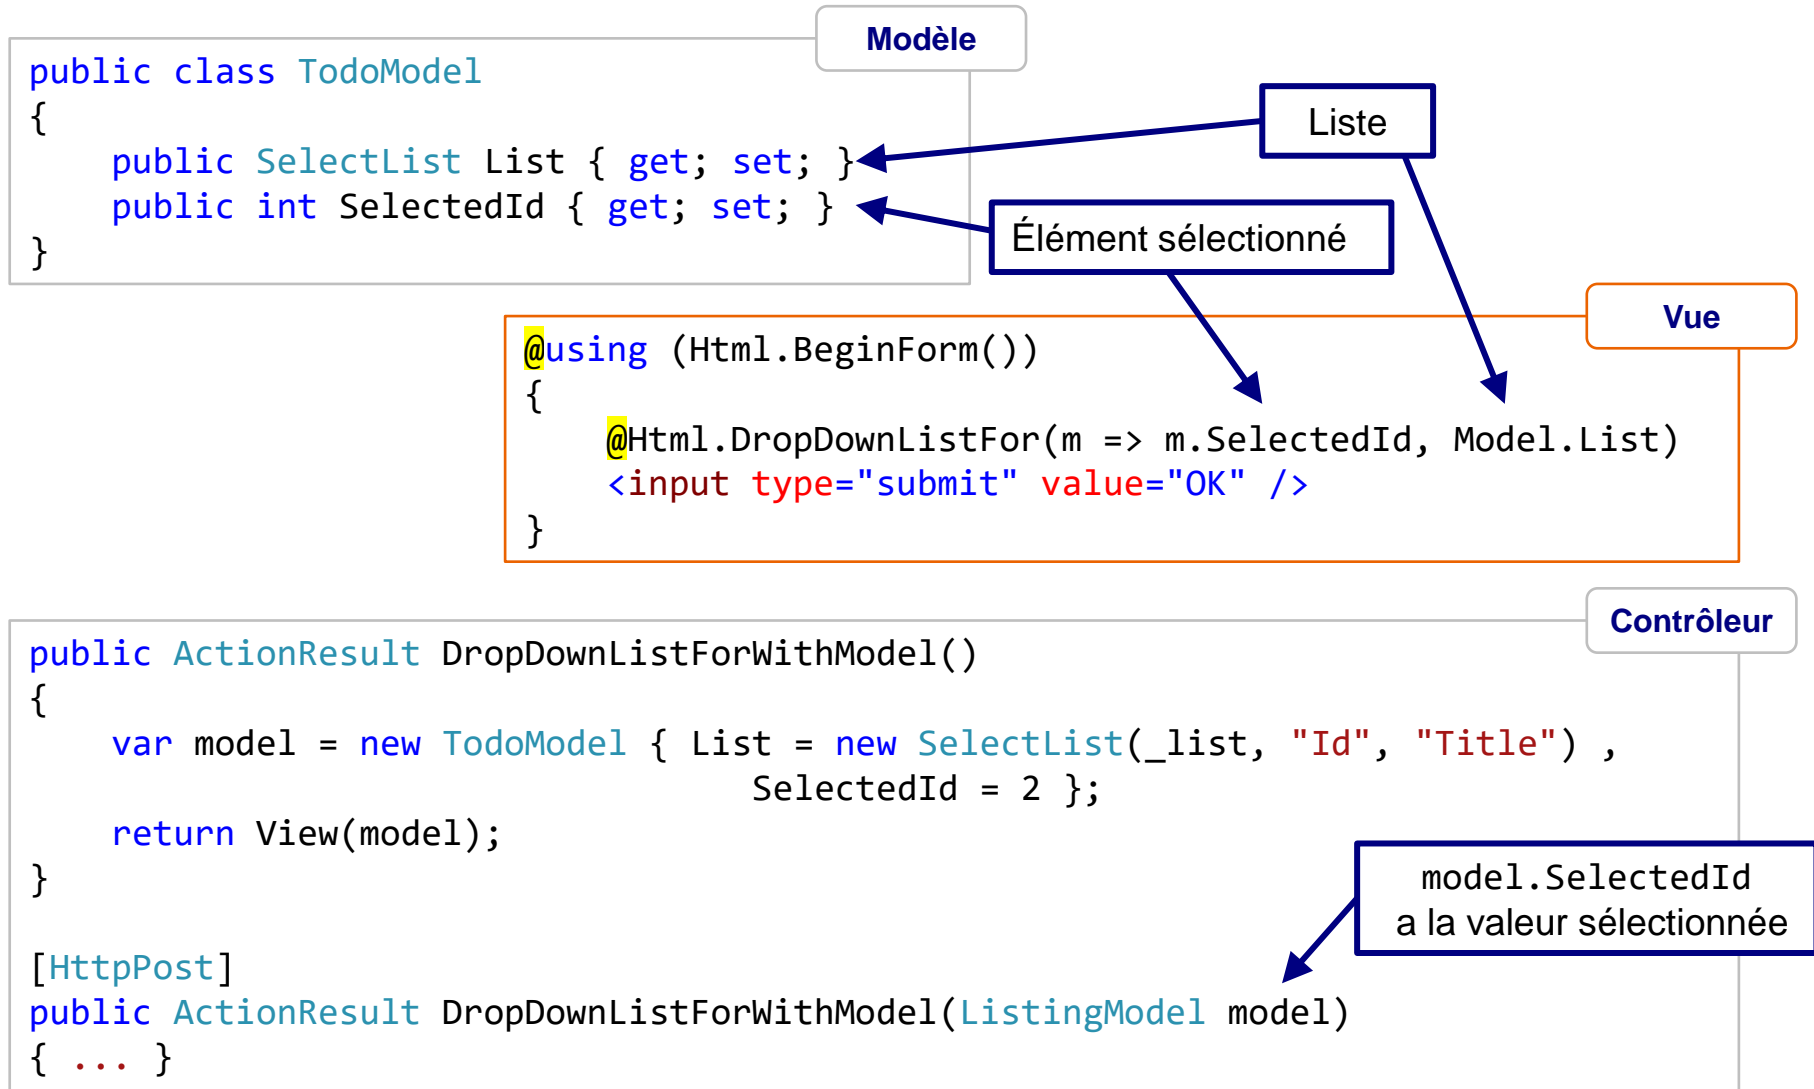 Modèle
public class TodoModel
{
    public SelectList List { get; set; }
    public int SelectedId { get; set; }
}
Liste
Élément sélectionné
Vue
@using (Html.BeginForm())
{
    @Html.DropDownListFor(m => m.SelectedId, Model.List)
    <input type="submit" value="OK" />
}
Contrôleur
public ActionResult DropDownListForWithModel()
{
    var model = new TodoModel { List = new SelectList(_list, "Id", "Title") ,
                                   SelectedId = 2 };
    return View(model);
}
model.SelectedId
a la valeur sélectionnée
[HttpPost]
public ActionResult DropDownListForWithModel(ListingModel model)
{ ... }